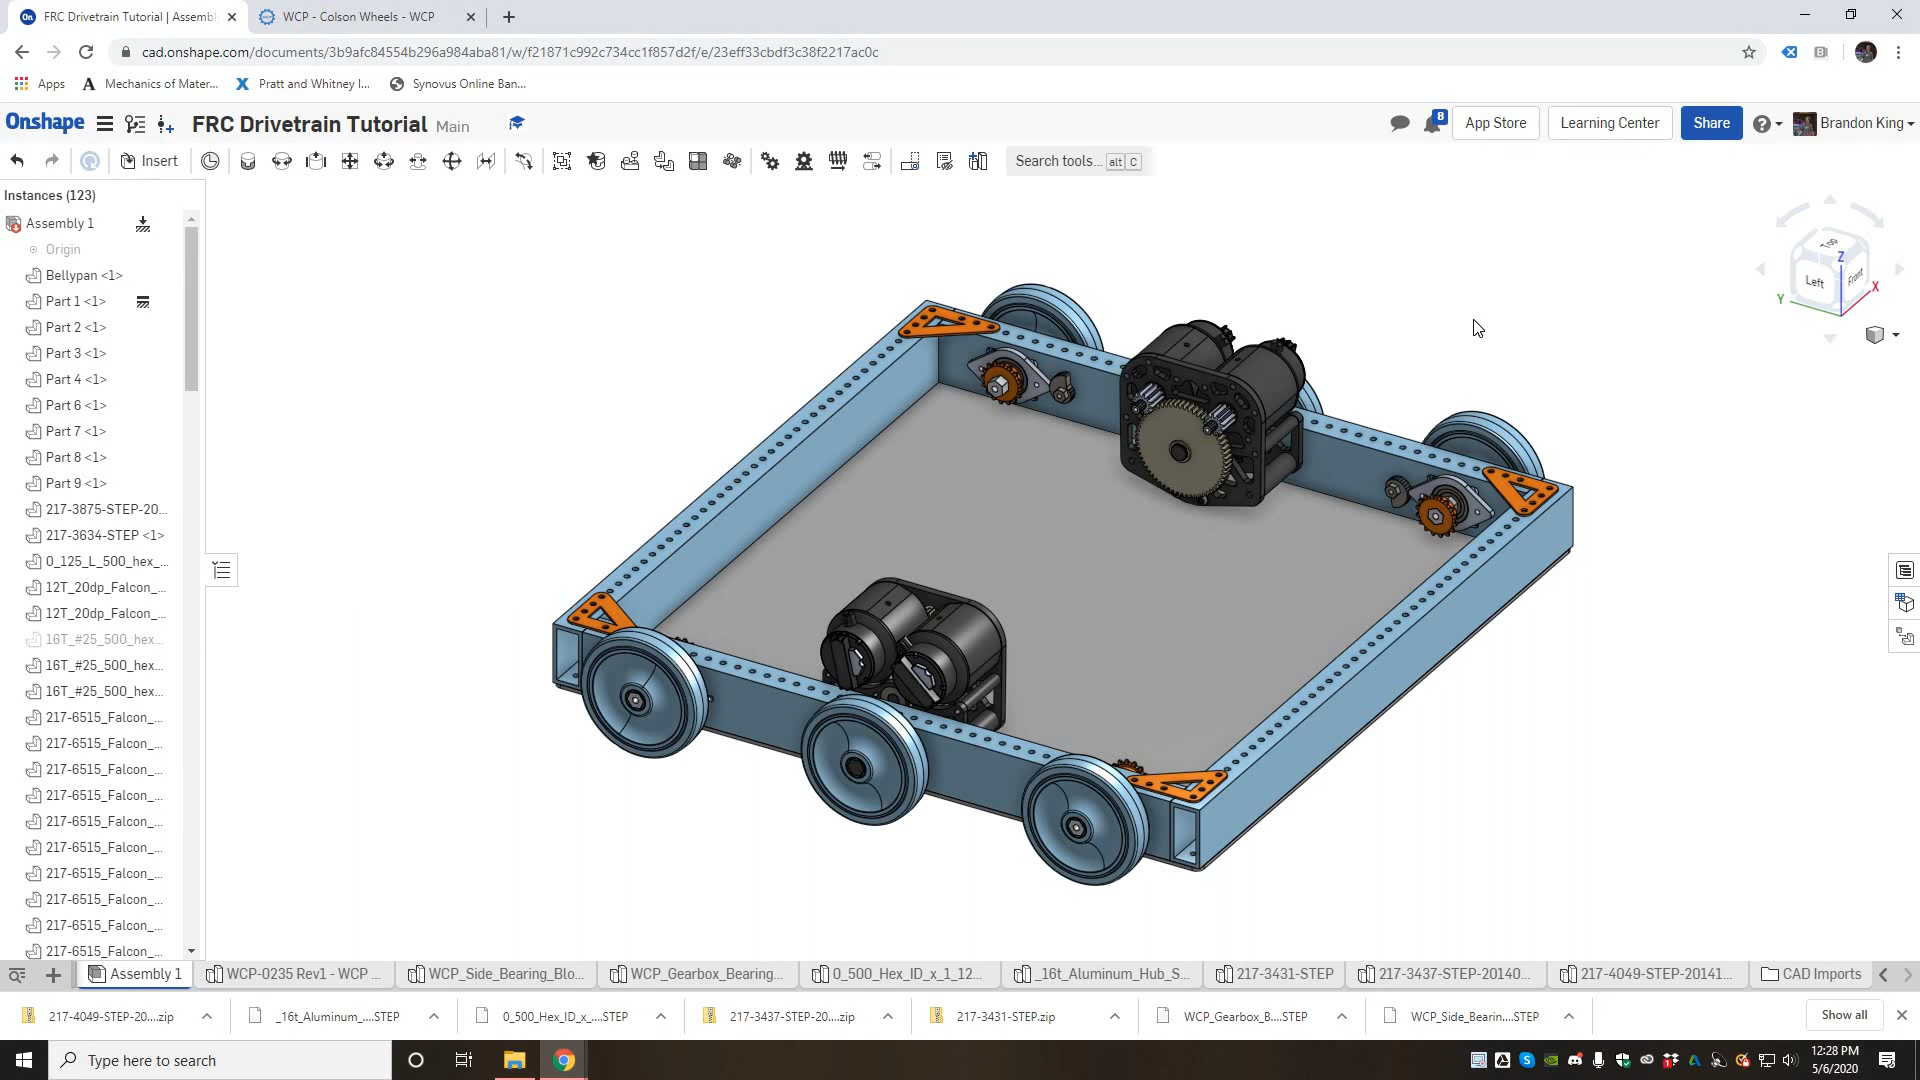 FRC Drivetrain Tutorial | Assembl
WCP - Colson Wheels - WCP
cad.onshape.com/documents/3b9afc84554b296a984aba81/w/f21871c992c734cc1f857d2f/e/23eff33cbdf3c38f2217ac0c
Apps
Mechanics of Mater...
Pratt and Whitney I...
Synovus Online Ban...
Onshape
FRC Drivetrain Tutorial Main
8
App Store
Learning Center
Share
Brandon King
Insert
Search tools... alt C
Instances (123)
Assembly 1
Origin
Bellypan <1>
Part 1 <1>
Part 2 <1>
Part 3 <1>
Part 4 <1>
Part 6 <1>
Part 7 <1>
Part 8 <1>
Part 9 <1>
217-3875-STEP-20...
217-3634-STEP <1>
0_125_L_500_hex_...
12T_20dp_Falcon_...
12T_20dp_Falcon_...
16T_#25_500_hex...
16T_#25_500_hex...
16T_#25_500_hex...
217-6515_Falcon_...
217-6515_Falcon_...
217-6515_Falcon_...
217-6515_Falcon_...
217-6515_Falcon_...
217-6515_Falcon_...
217-6515_Falcon_...
217-6515_Falcon_...
217-6515_Falcon_...
217-6515_Falcon_...
Top
Left
Front
Z
X
Y
Assembly 1
WCP-0235 Rev1 - WCP ...
WCP_Side_Bearing_Blo...
WCP_Gearbox_Bearing...
0_500_Hex_ID_x_1_12...
_16t_Aluminum_Hub_S...
217-3431-STEP
217-3437-STEP-20140...
217-4049-STEP-20141...
CAD Imports
217-4049-STEP-20....zip
_16t_Aluminum_....STEP
0_500_Hex_ID_x_....STEP
217-3437-STEP-20....zip
217-3431-STEP.zip
WCP_Gearbox_B....STEP
WCP_Side_Bearin....STEP
Show all
Type here to search
12:28 PM
5/6/2020